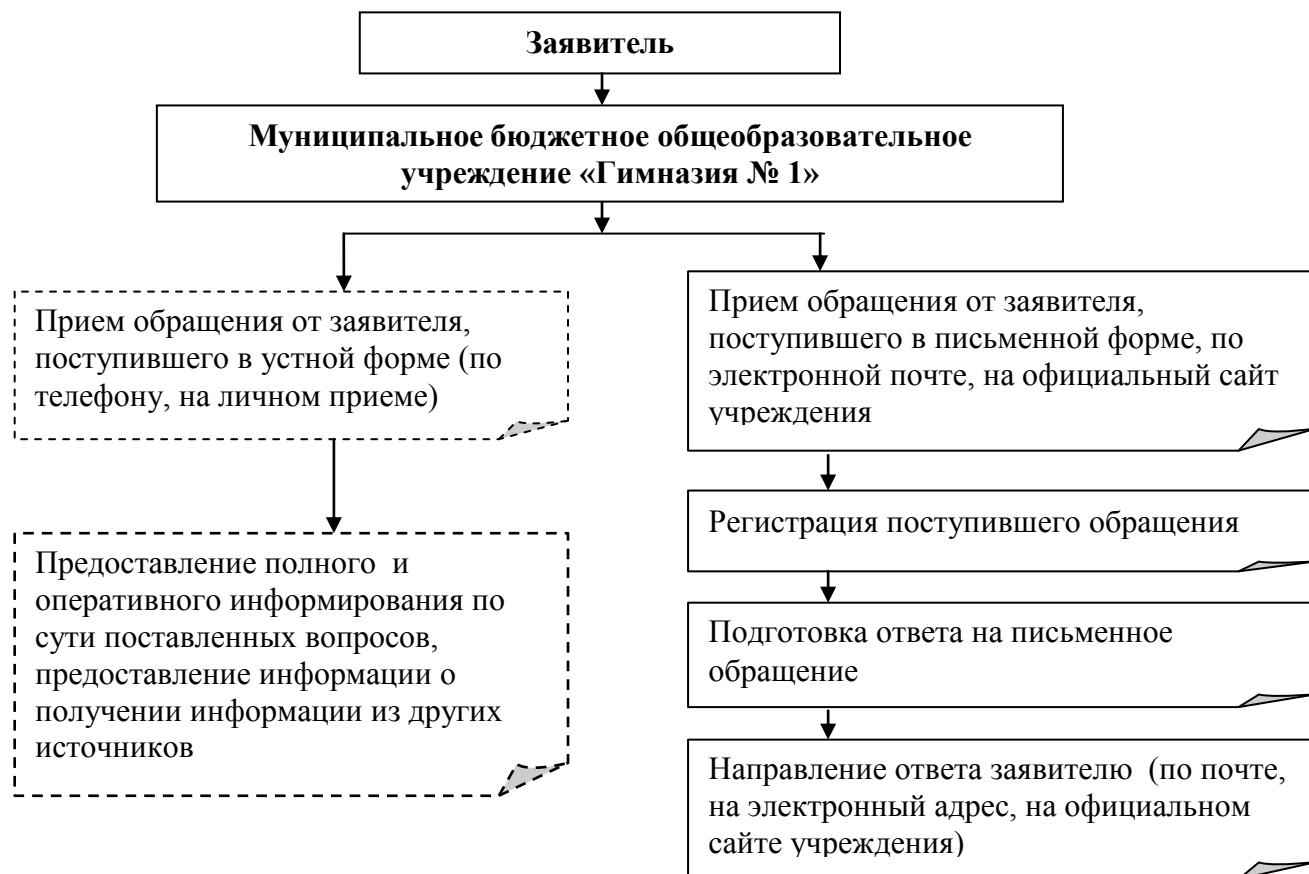 Заявитель
Муниципальное бюджетное общеобразовательное
учреждение «Гимназия № 1»
Прием обращения от заявителя,
поступившего в устной форме (по
телефону, на личном приеме)
Предоставление полного и
оперативного информирования по
сути поставленных вопросов,
предоставление информации о
получении информации из других
источников
Прием обращения от заявителя,
поступившего в письменной форме, по
электронной почте, на официальный сайт
учреждения
Регистрация поступившего обращения
Подготовка ответа на письменное
обращение
Направление ответа заявителю (по почте,
на электронный адрес, на официальном
сайте учреждения)